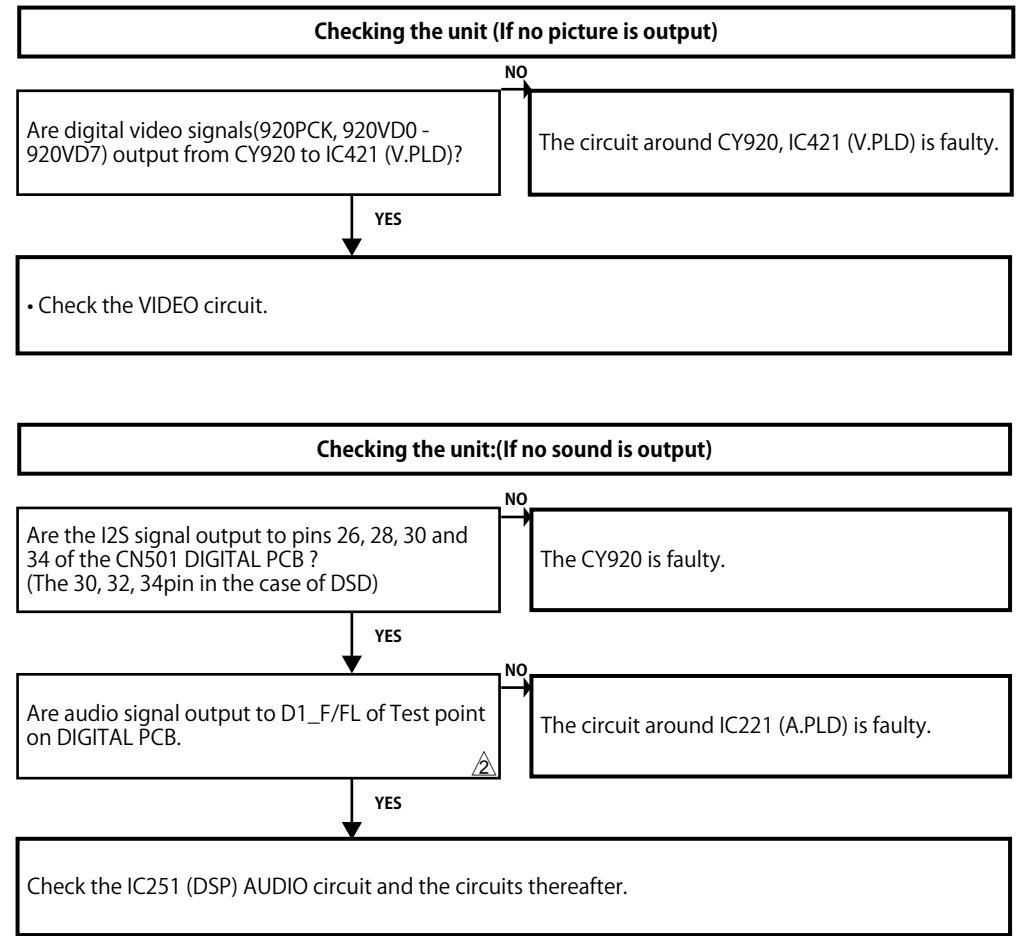 Checking the unit (If no picture is output)
NO
Are digital video signals(920PCK, 920VD0 -
920VD7) output from CY920 to IC421 (V.PLD)?
The circuit around CY920, IC421 (V.PLD) is faulty.
YES
• Check the VIDEO circuit.
Checking the unit:(If no sound is output)
NO
Are the I2S signal output to pins 26, 28, 30 and
34 of the CN501 DIGITAL PCB ?
(The 30, 32, 34pin in the case of DSD)
The CY920 is faulty.
YES
NO
Are audio signal output to D1_F/FL of Test point
on DIGITAL PCB.
2
The circuit around IC221 (A.PLD) is faulty.
YES
Check the IC251 (DSP) AUDIO circuit and the circuits thereafter.